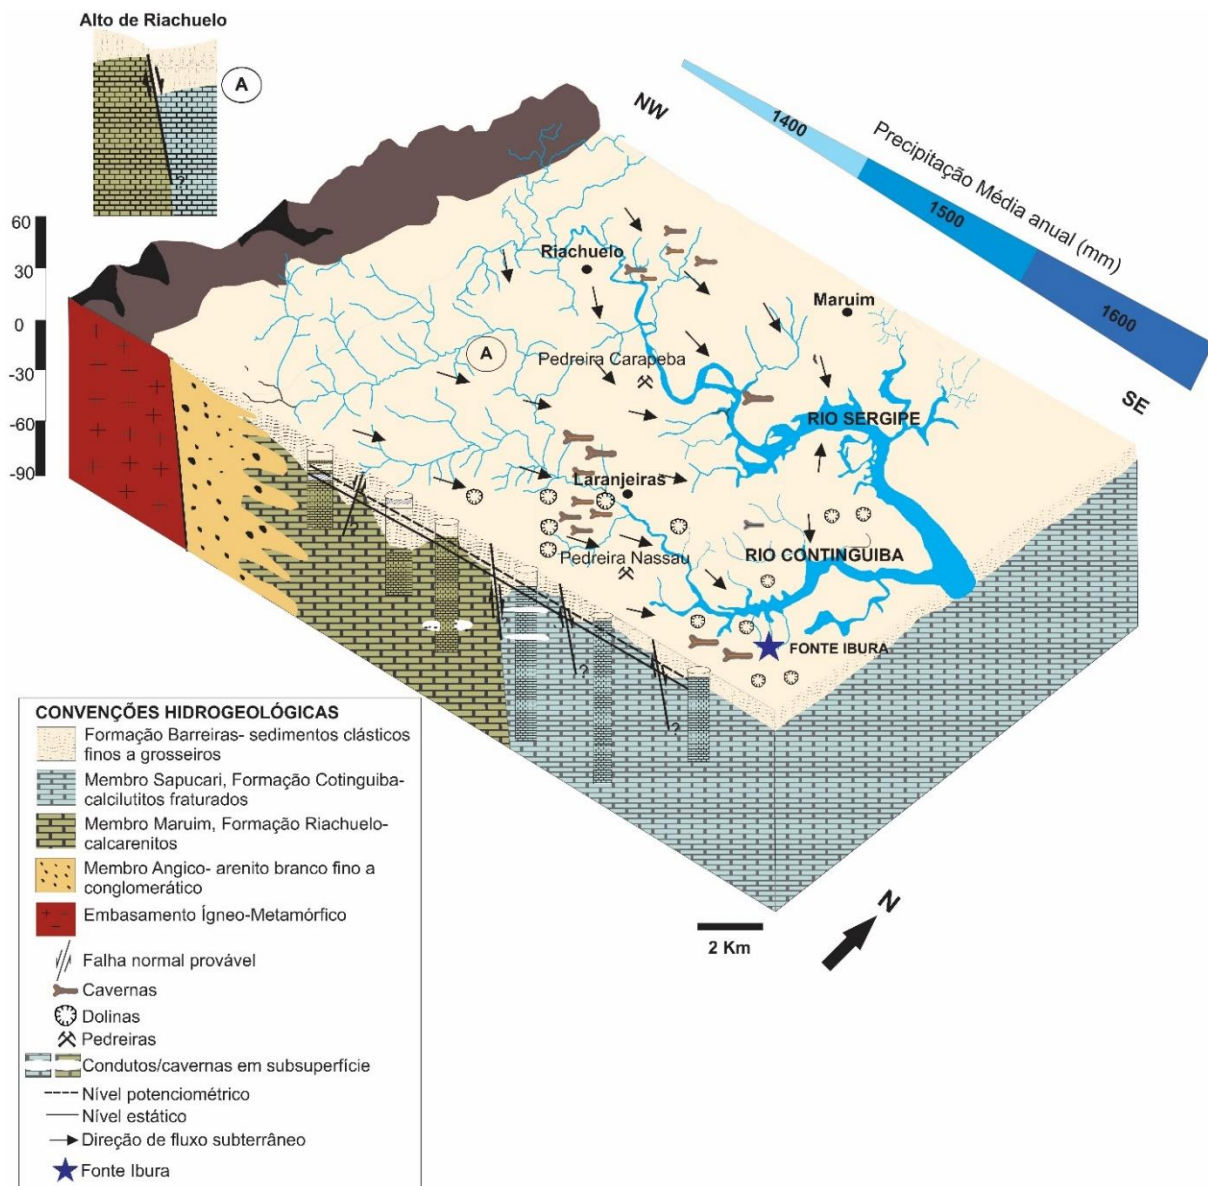 Alto de Riachuelo
A
NW
1400
1500
1600
Precipitação Média anual (mm)
SE
60
30
0
-30
-60
-90
Riachuelo
Maruim
A
Pedreira Carapeba
RIO SERGIPE
Laranjeiras
Pedreira Nassau
RIO CONTINGUIBA
FONTE IBURA
?
?
?
?
?
?
N
2 Km
CONVENÇÕES HIDROGEOLÓGICAS
Formação Barreiras- sedimentos clásticos
finos a grosseiros
Membro Sapucari, Formação Cotinguiba-
calcilutitos fraturados
Membro Maruim, Formação Riachuelo-
calcarenitos
Membro Angico- arenito branco fino a
conglomerático
Embasamento Ígneo-Metamórfico
Falha normal provável
Cavernas
Dolinas
Pedreiras
Condutos/cavernas em subsuperfície
Nível potenciométrico
Nível estático
Direção de fluxo subterrâneo
Fonte Ibura